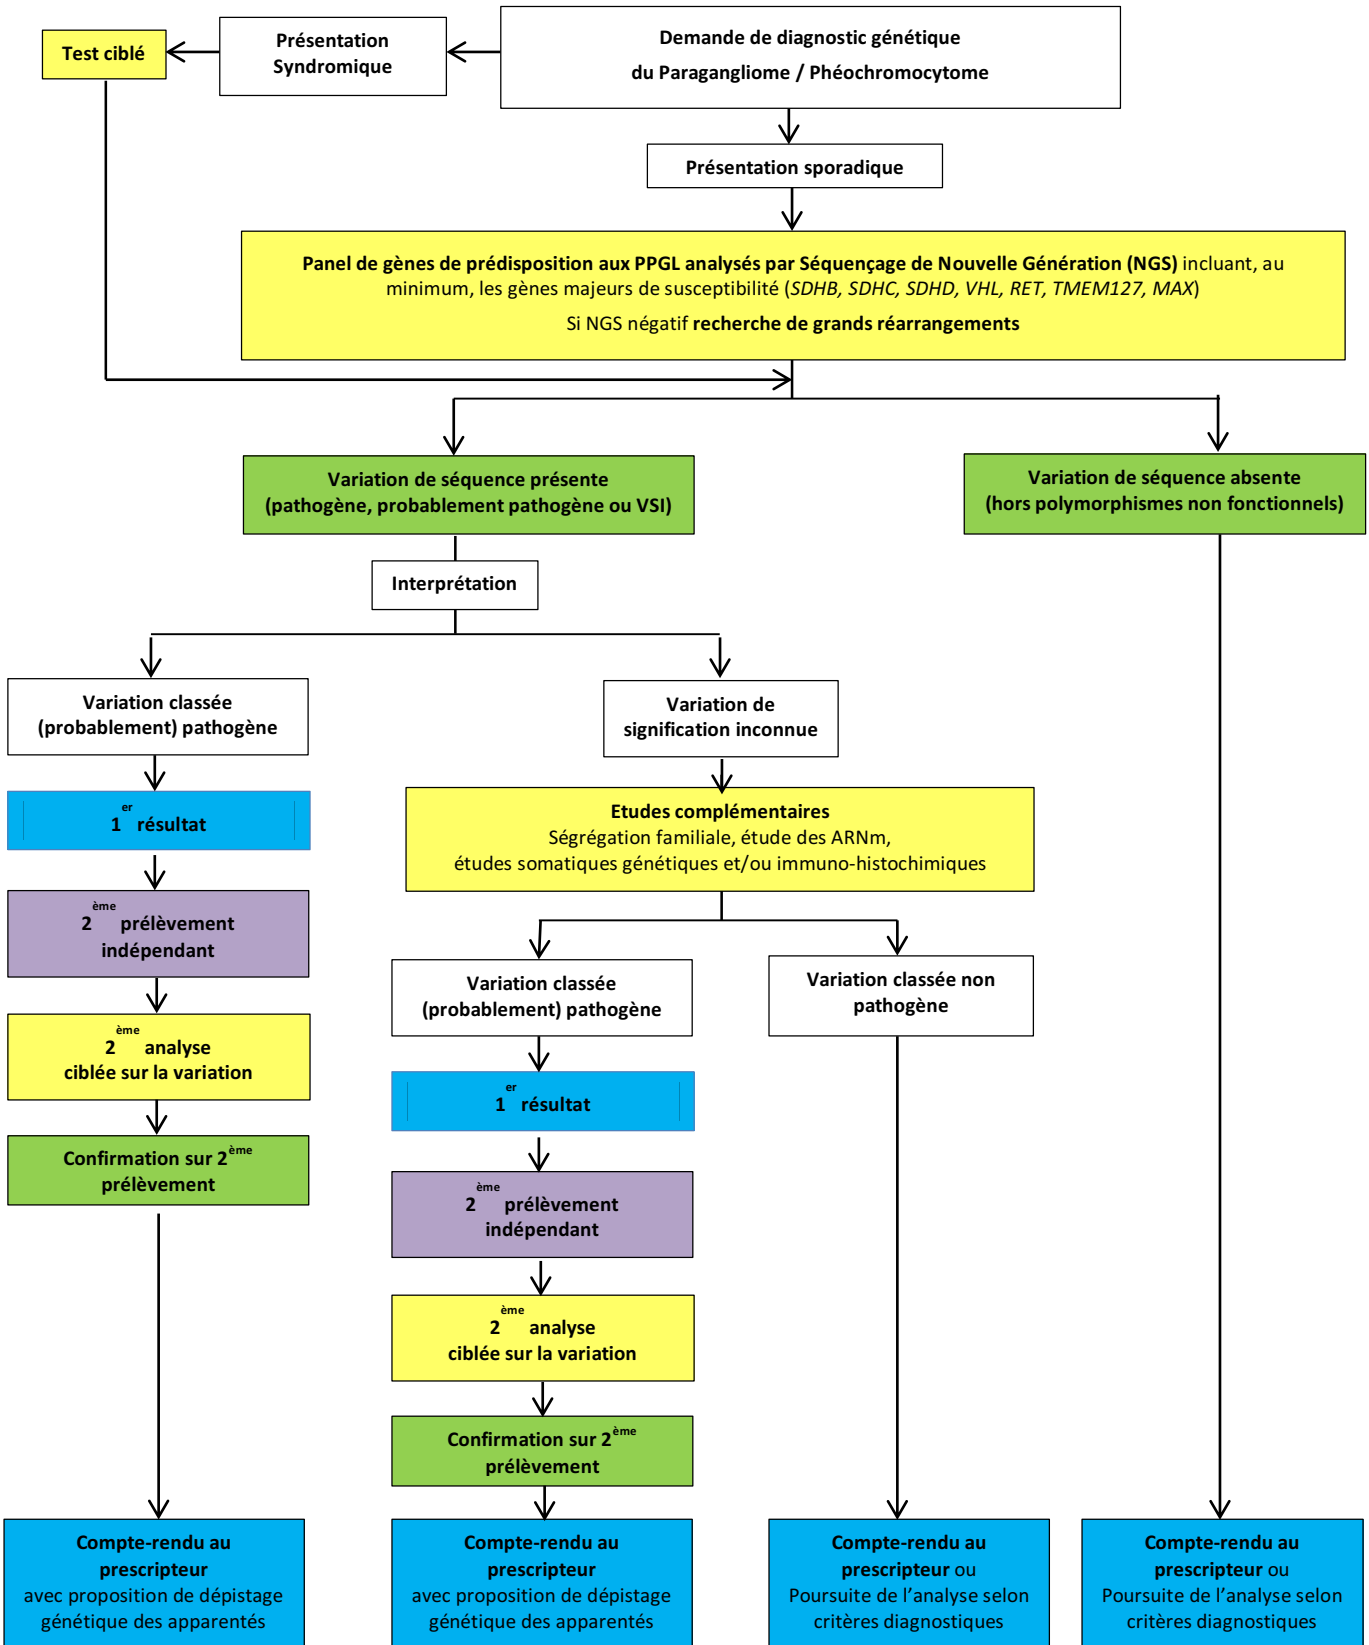 Demande de diagnostic génétique
du Paragangliome / Phéochromocytome
Présentation
Syndromique
Test ciblé
Présentation sporadique
Panel de gènes de prédisposition aux PPGL analysés par Séquençage de Nouvelle Génération (NGS) incluant, au
minimum, les gènes majeurs de susceptibilité (SDHB, SDHC, SDHD, VHL, RET, TMEM127, MAX)
Si NGS négatif recherche de grands réarrangements
Variation de séquence présente
(pathogène, probablement pathogène ou VSI)
Variation de séquence absente
(hors polymorphismes non fonctionnels)
Interprétation
Variation classée
(probablement) pathogène
1er résultat
2ème prélèvement
indépendant
2ème analyse
ciblée sur la variation
Confirmation sur 2ème
prélèvement
Compte-rendu au
prescripteur
avec proposition de dépistage
génétique des apparentés
Variation de
signification inconnue
Etudes complémentaires
Ségrégation familiale, étude des ARNm,
études somatiques génétiques et/ou immuno-histochimiques
Variation classée
(probablement) pathogène
1er résultat
2ème prélèvement
indépendant
2ème analyse
ciblée sur la variation
Confirmation sur 2ème
prélèvement
Compte-rendu au
prescripteur
avec proposition de dépistage
génétique des apparentés
Variation classée non
pathogène
Compte-rendu au
prescripteur ou
Poursuite de l’analyse selon
critères diagnostiques
Compte-rendu au
prescripteur ou
Poursuite de l’analyse selon
critères diagnostiques